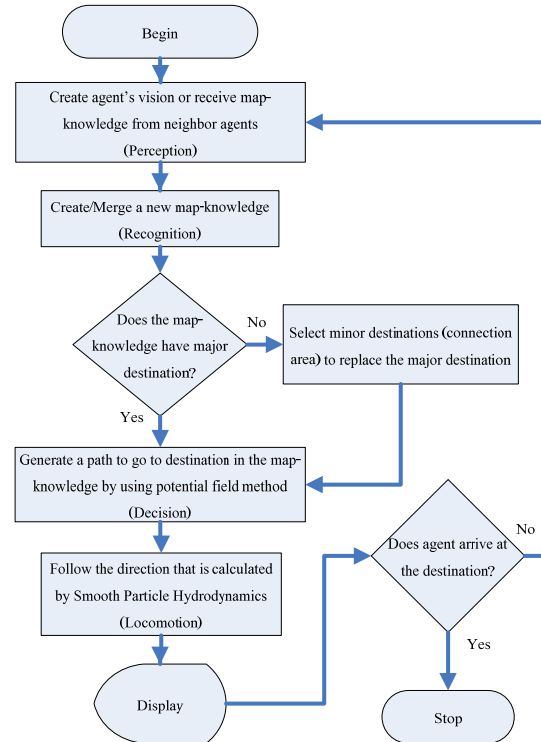 Begin
Create agent's vision or receive map-
knowledge from neighbor agents
(Perception)
Create/Merge a new map-knowledge
(Recognition)
Does the map-
knowledge have major
destination?
No
Select minor destinations (connection
area) to replace the major destination
Yes
Generate a path to go to destination in the map-
knowledge by using potential field method
(Decision)
Follow the direction that is calculated
by Smooth Particle Hydrodynamics
(Locomotion)
Display
Does agent arrive at
the destination?
No
Yes
Stop